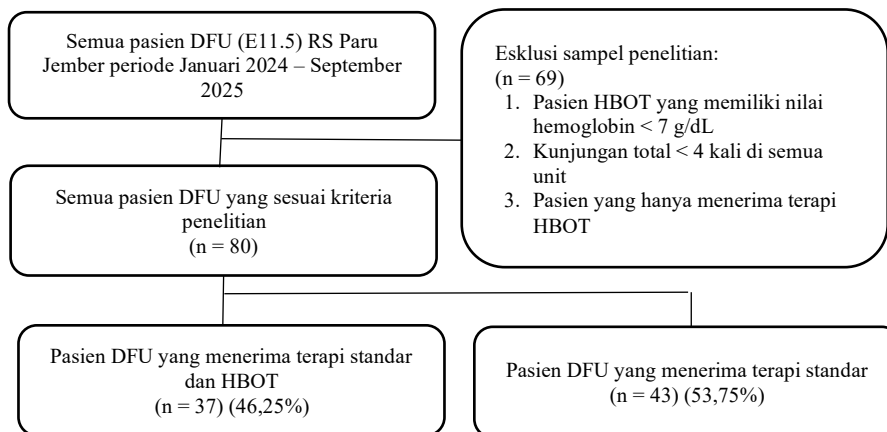 Semua pasien DFU (E11.5) RS Paru
Jember periode Januari 2024 – September
2025
Esklusi sampel penelitian:
(n = 69)
1. Pasien HBOT yang memiliki nilai
hemoglobin < 7 g/dL
2. Kunjungan total < 4 kali di semua
unit
3. Pasien yang hanya menerima terapi
HBOT
Semua pasien DFU yang sesuai kriteria
penelitian
(n = 80)
Pasien DFU yang menerima terapi standar
dan HBOT
(n = 37) (46,25%)
Pasien DFU yang menerima terapi standar
(n = 43) (53,75%)